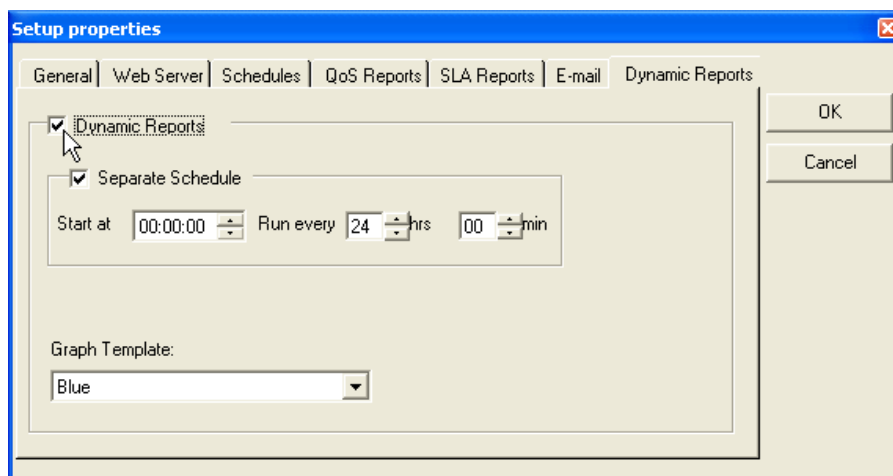 Setup properties
General Web Server Schedules QoS Reports SLA Reports E-mail Dynamic Reports
OK
Dynamic Reports
Cancel
Separate Schedule
Start at 00:00:00 Run every 24 hrs 00 min
Graph Template:
Blue